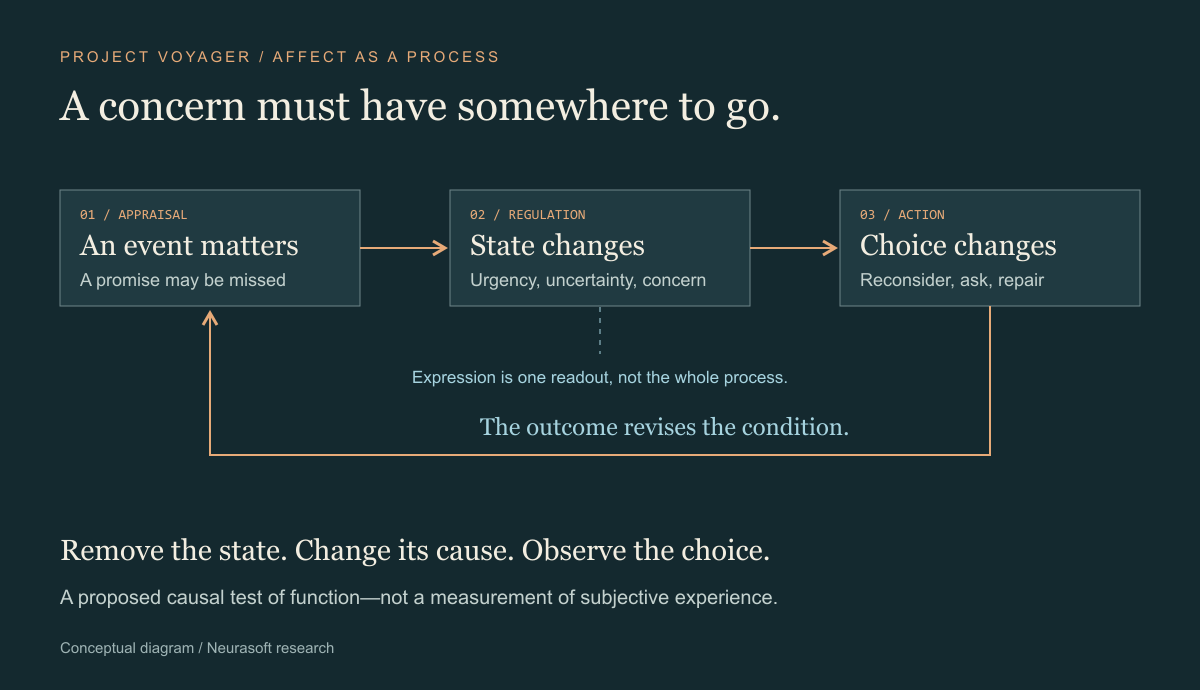 PROJECT VOYAGER / AFFECT AS A PROCESS
A concern must have somewhere to go.
01 / APPRAISAL
An event matters
A promise may be missed
02 / REGULATION
State changes
Urgency, uncertainty, concern
03 / ACTION
Choice changes
Reconsider, ask, repair
Expression is one readout, not the whole process.
The outcome revises the condition.
Remove the state. Change its cause. Observe the choice.
A proposed causal test of function—not a measurement of subjective experience.
Conceptual diagram / Neurasoft research